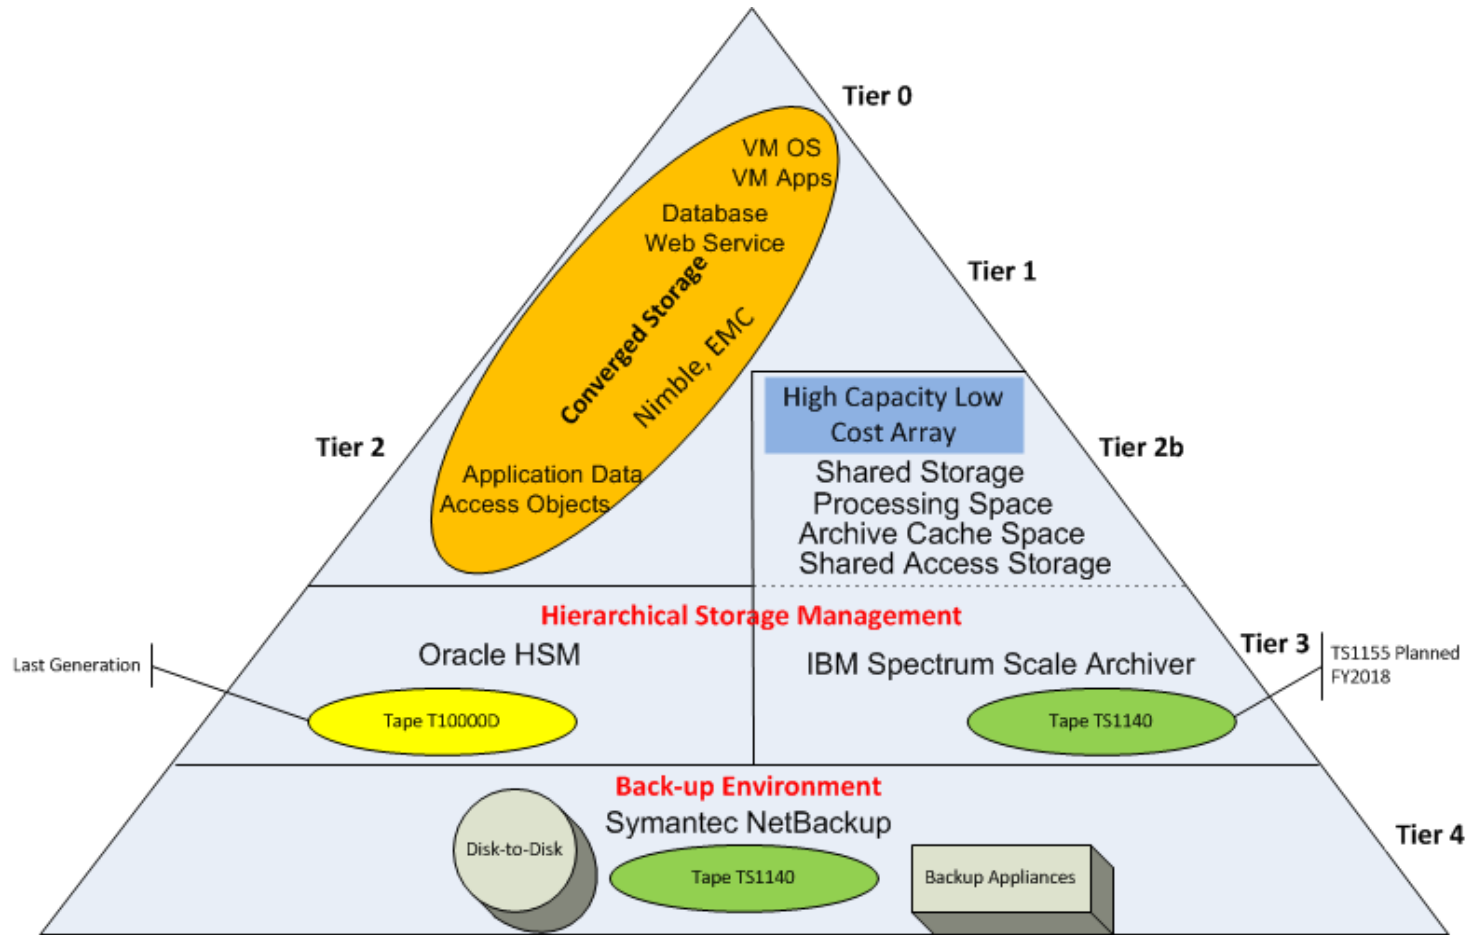 Tier 0
VM OS
VM Apps
Database
Web Service
Converged Storage
Nimble, EMC
Tier 1
High Capacity Low
Cost Array
Tier 2
Tier 2b
Application Data
Access Objects
Shared Storage
Processing Space
Archive Cache Space
Shared Access Storage
Hierarchical Storage Management
Oracle HSM
IBM Spectrum Scale Archiver
Tier 3
Last Generation
TS1155 Planned
FY2018
Tape T10000D
Tape TS1140
Back-up Environment
Symantec NetBackup
Tier 4
Disk-to-Disk
Tape TS1140
Backup Appliances